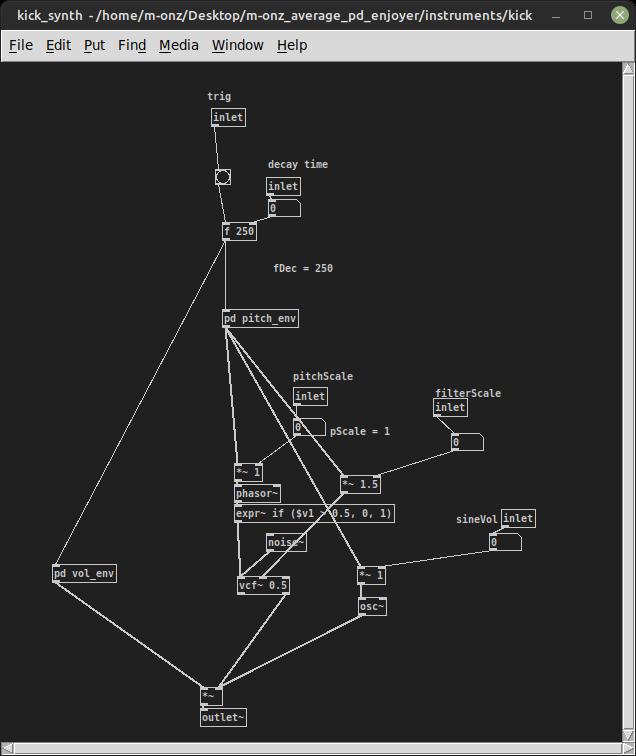 kick_synth - /home/m-onz/Desktop/m-onz_average_pd_enjoyer/instruments/kick
File Edit Put Find Media Window Help
trig
inlet
decay time
inlet
0
f 250
fDec = 250
pd pitch_env
pitchScale
inlet
filterScale
inlet
0
pScale = 1
0
*~ 1
*~ 1.5
phasor~
expr~ if ($v1 > 0.5, 0, 1)
sineVol
inlet
noise~
0
pd vol_env
vcf~ 0.5
*~ 1
osc~
*~
outlet~